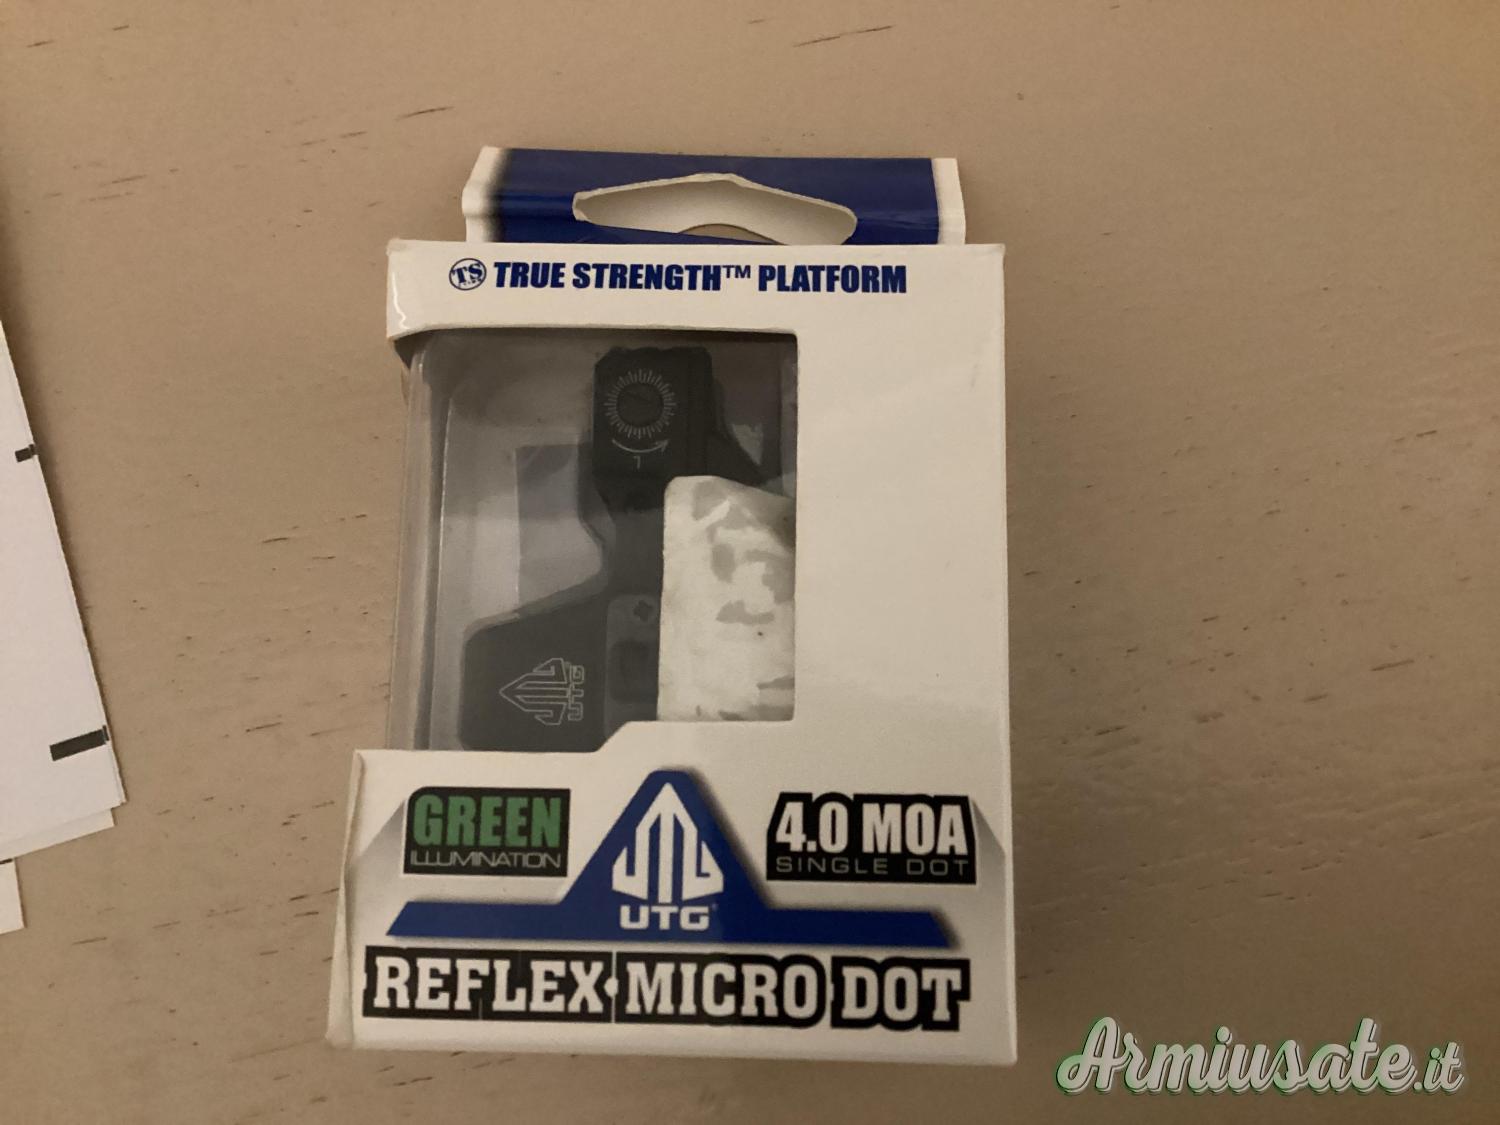 TS TRUE STRENGTH™ PLATFORM
L
UTG
GREEN
ILLUMINATION
4.0 MOA
SINGLE DOT
UTG®
REFLEX•MICRO DOT
Armiusate.it